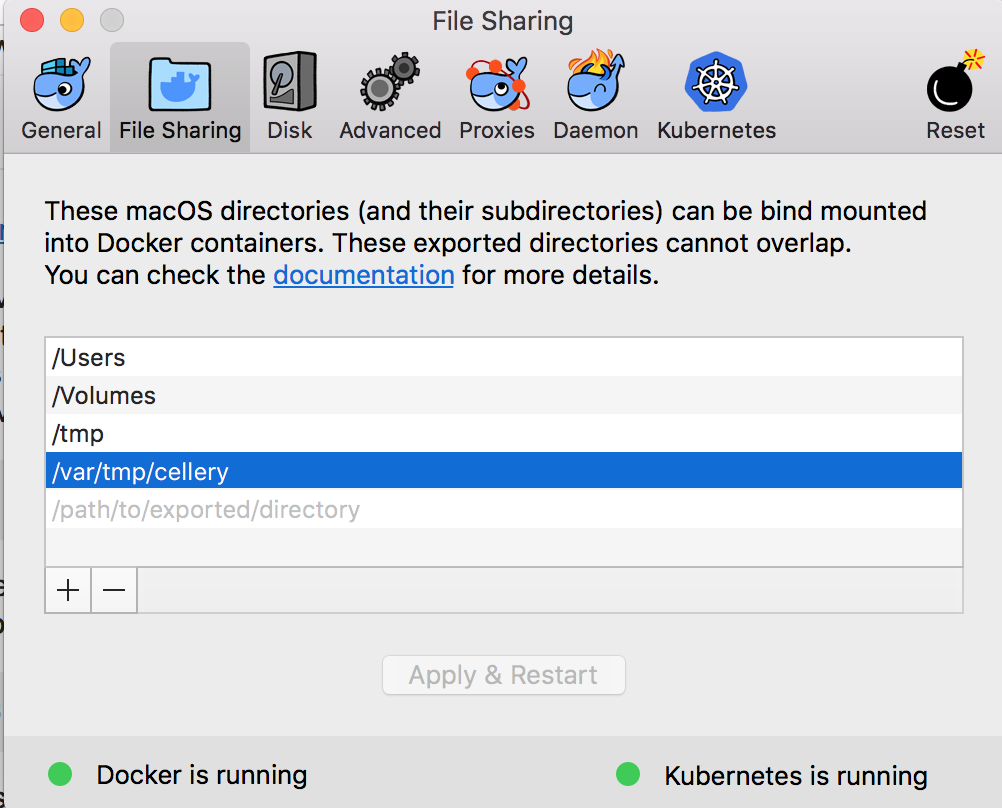 File Sharing
General
File Sharing
Disk
Advanced
Proxies
Daemon
Kubernetes
Reset
These macOS directories (and their subdirectories) can be bind mounted
into Docker containers. These exported directories cannot overlap.
You can check the documentation for more details.
/Users
/Volumes
/tmp
/var/tmp/cellery
/path/to/exported/directory
Apply & Restart
Docker is running
Kubernetes is running